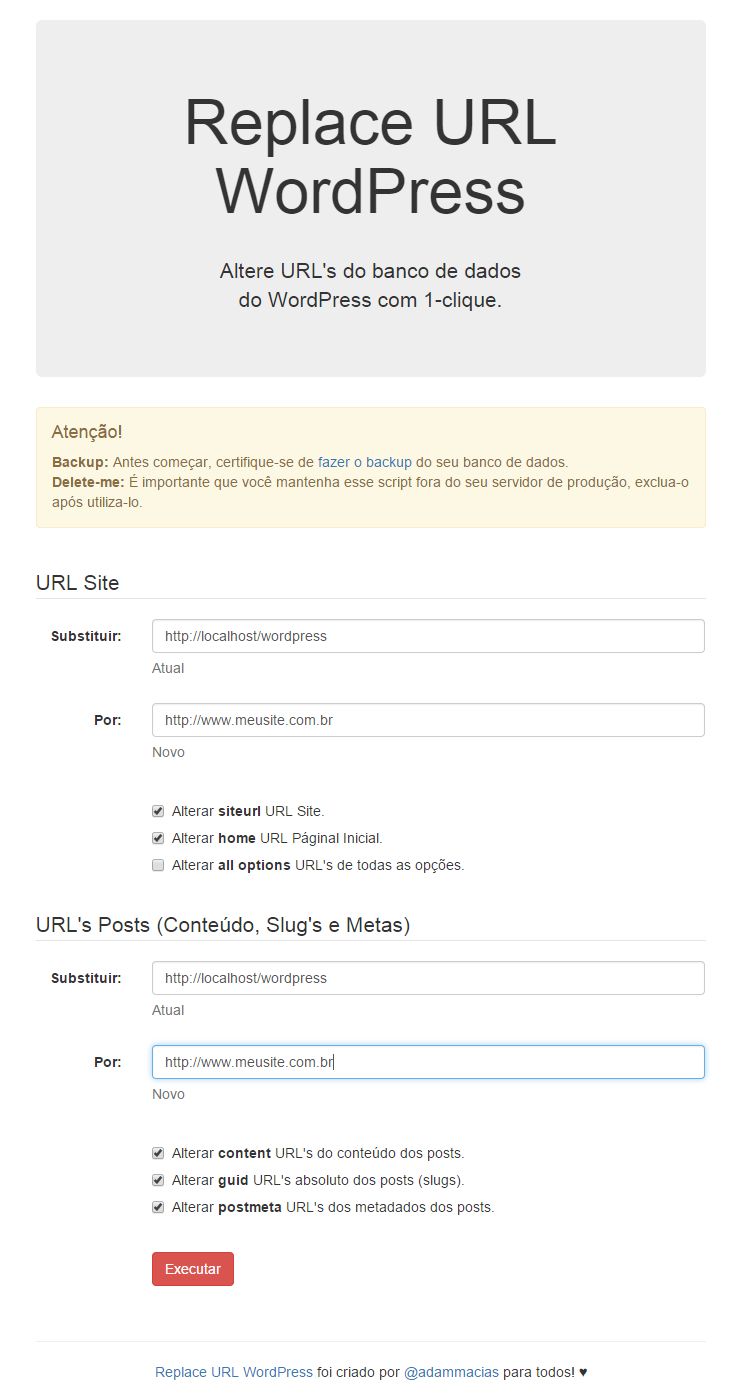 Replace URL
WordPress
Altere URL's do banco de dados
do WordPress com 1-clique.
Atenção!
Backup: Antes começar, certifique-se de fazer o backup do seu banco de dados.
Delete-me: É importante que você mantenha esse script fora do seu servidor de produção, exclua-o
após utiliza-lo.
URL Site
Substituir: http://localhost/wordpress
Atual
Por: http://www.meusite.com.br
Novo
Alterar siteurl URL Site.
Alterar home URL Páginal Inicial.
Alterar all options URL's de todas as opções.
URL's Posts (Conteúdo, Slug's e Metas)
Substituir: http://localhost/wordpress
Atual
Por: http://www.meusite.com.br
Novo
Alterar content URL's do conteúdo dos posts.
Alterar guid URL's absoluto dos posts (slugs).
Alterar postmeta URL's dos metadados dos posts.
Executar
Replace URL WordPress foi criado por @adammacias para todos! ♥